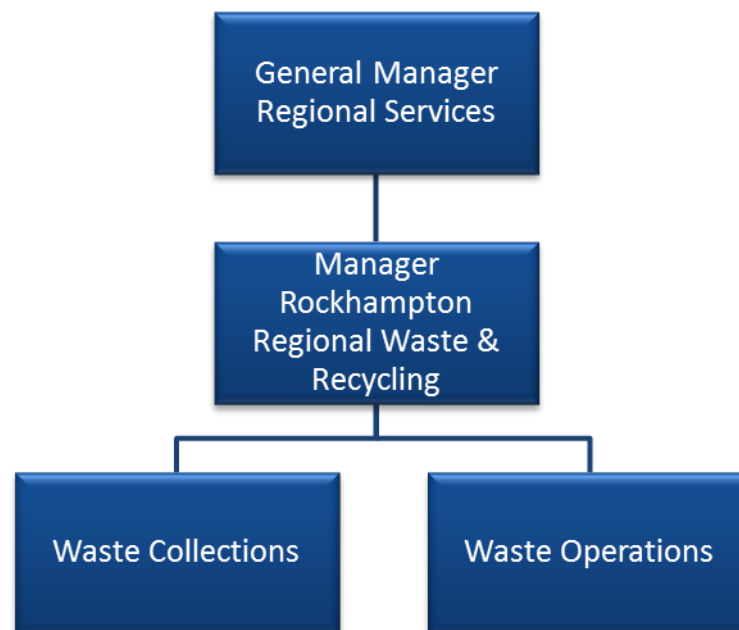 General Manager
Regional Services
Manager
Rockhampton
Regional Waste &
Recycling
Waste Collections
Waste Operations